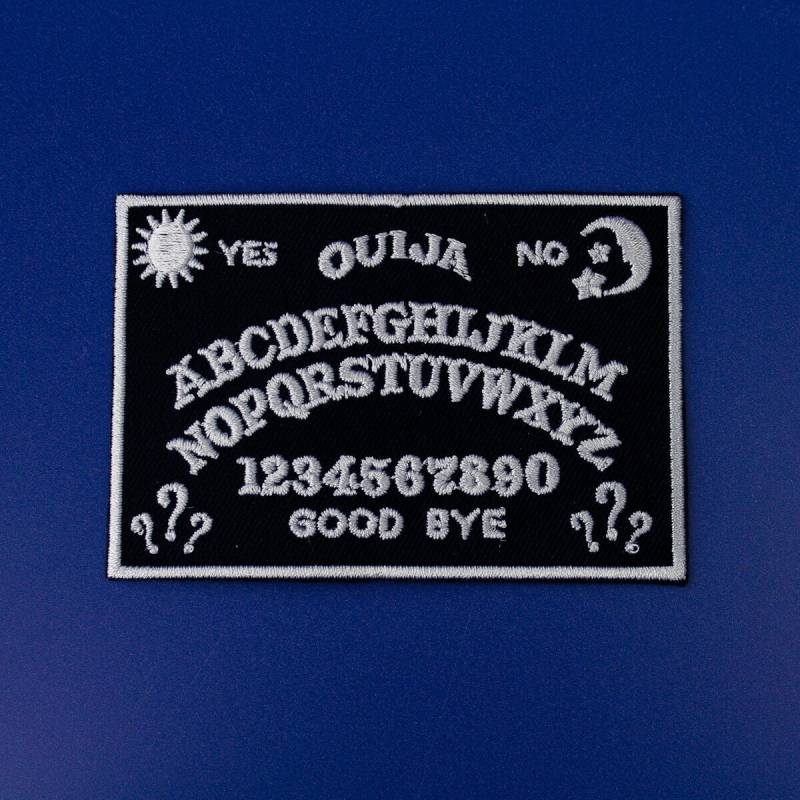 YES OUIJA NO
ABCDEFGHIJKLM
NOPQRSTUVWXYZ
1234567890
GOOD BYE
??? ???